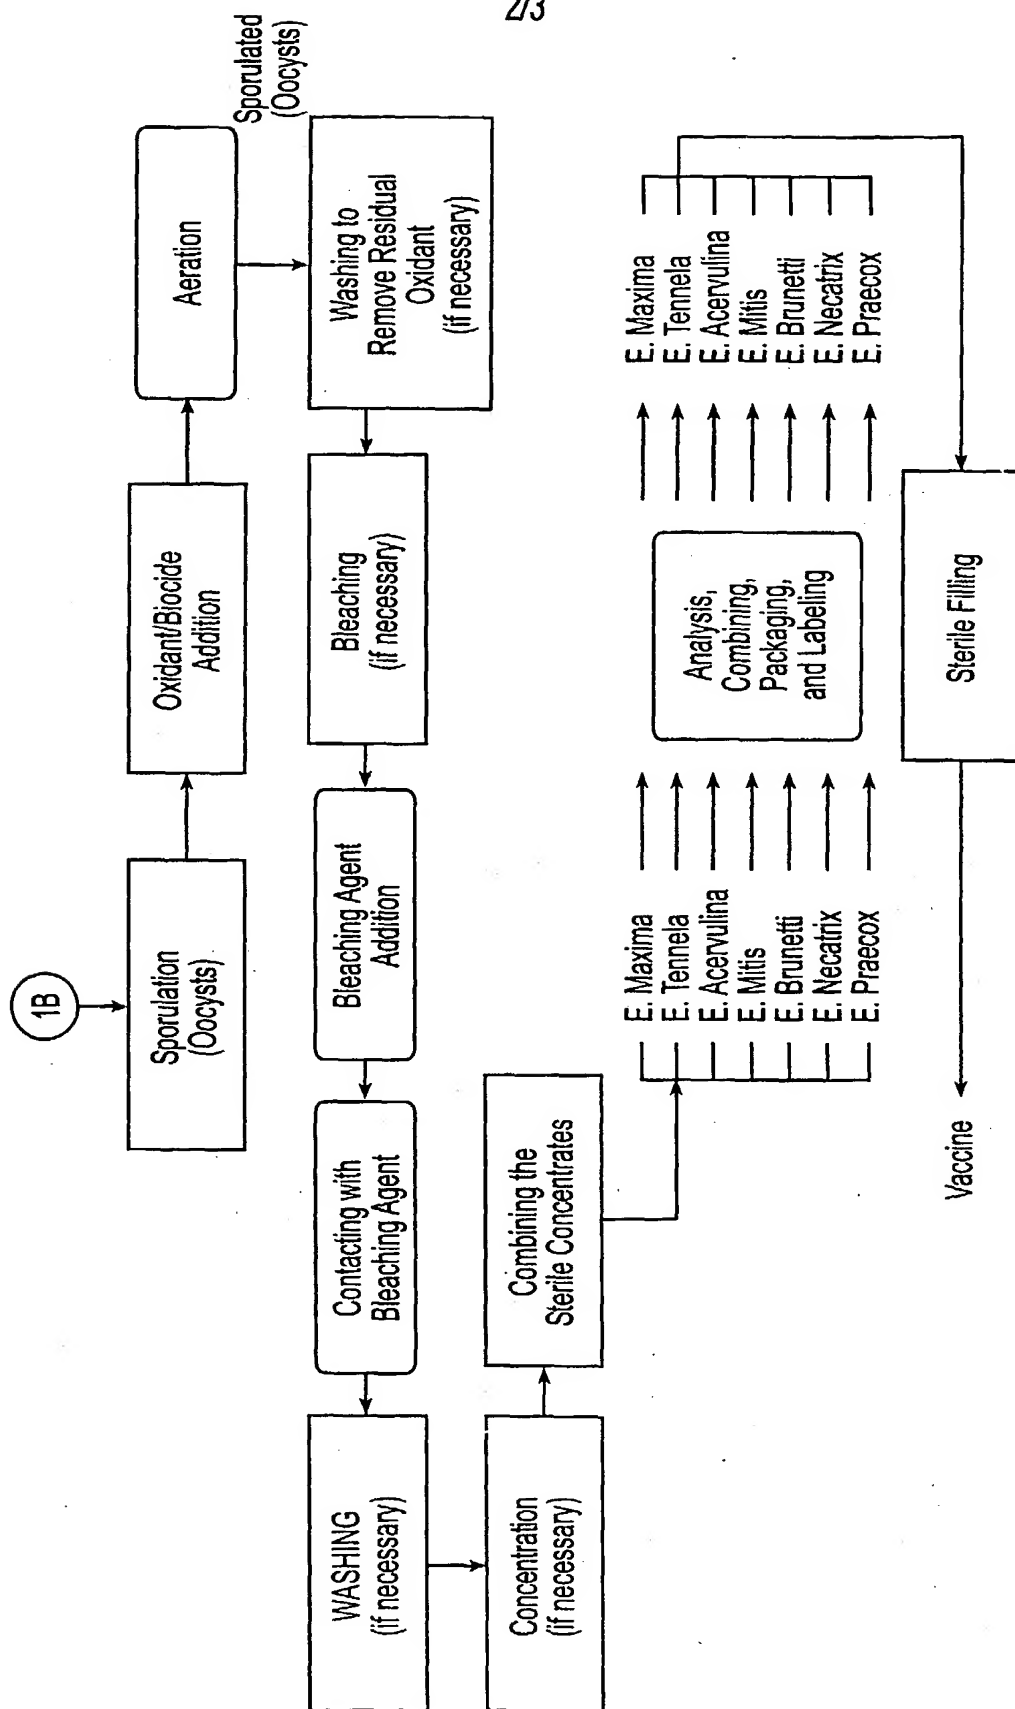 2/3
1B
Sporulation
(Oocysts)
Oxidant/Biocide
Addition
Aeration
Sporulated
(Oocysts)
Washing to
Remove Residual
Oxidant
(if necessary)
Bleaching
(if necessary)
Bleaching Agent
Addition
Contacting with
Bleaching Agent
WASHING
(if necessary)
Concentration
(if necessary)
Combining the
Sterile Concentrates
E. Maxima
E. Tennela
E. Acervulina
E. Mitis
E. Brunetti
E. Necatrix
E. Praecox
Analysis,
Combining,
Packaging,
and Labeling
E. Maxima
E. Tennela
E. Acervulina
E. Mitis
E. Brunetti
E. Necatrix
E. Praecox
Sterile Filling
Vaccine